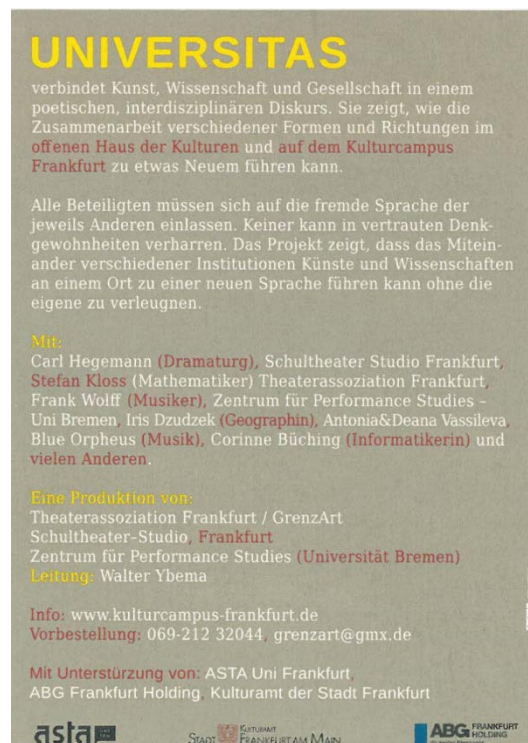 UNIVERSITAS
verbindet Kunst, Wissenschaft und Gesellschaft in einem
poetischen, interdisziplinären Diskurs. Sie zeigt, wie die
Zusammenarbeit verschiedener Formen und Richtungen im
offenen Haus der Kulturen und auf dem Kulturcampus
Frankfurt zu etwas Neuem führen kann.
Alle Beteiligten müssen sich auf die fremde Sprache der
jeweils Anderen einlassen. Keiner kann in vertrauten Denk-
gewohnheiten verharren. Das Projekt zeigt, dass das Mitein-
ander verschiedener Institutionen Künste und Wissenschaften
an einem Ort zu einer neuen Sprache führen kann ohne die
eigene zu verleugnen.
Mit:
Carl Hegemann (Dramaturg), Schultheater Studio Frankfurt,
Stefan Kloss (Mathematiker) Theaterassoziation Frankfurt,
Frank Wolff (Musiker), Zentrum für Performance Studies –
Uni Bremen, Iris Dzudzek (Geographin), Antonia&Deana Vassileva,
Blue Orpheus (Musik), Corinne Büching (Informatikerin) und
vielen Anderen.
Eine Produktion von:
Theaterassoziation Frankfurt / GrenzArt
Schultheater–Studio, Frankfurt
Zentrum für Performance Studies (Universität Bremen)
Leitung: Walter Ybema
Info: www.kulturcampus-frankfurt.de
Vorbestellung: 069-212 32044, grenzart@gmx.de
Mit Unterstürzung von: ASTA Uni Frankfurt,
ABG Frankfurt Holding, Kulturamt der Stadt Frankfurt
asta
KULTURAMT
STADT FRANKFURT AM MAIN
ABG FRANKFURT
HOLDING